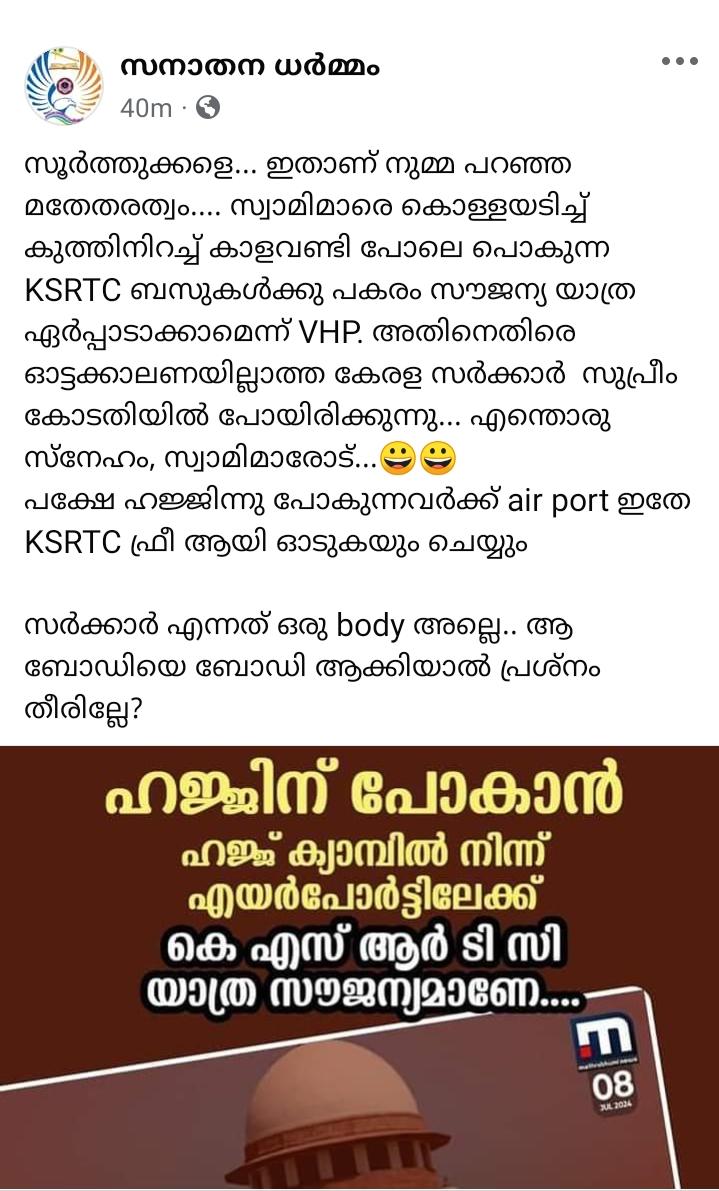 സനാതന ധർമ്മം
40m ·
സൂർത്തുക്കളെ... ഇതാണ് നുമ്മ പറഞ്ഞ
മതേതരത്വം.... സ്വാമിമാരെ കൊള്ളയടിച്ച്
കുത്തിനിറച്ച് കാളവണ്ടി പോലെ പൊകുന്ന
KSRTC ബസുകൾക്കു പകരം സൗജന്യ യാത്ര
ഏർപ്പാടാക്കാമെന്ന് VHP. അതിനെതിരെ
ഓട്ടക്കാലണയില്ലാത്ത കേരള സർക്കാർ സുപ്രീം
കോടതിയിൽ പോയിരിക്കുന്നു... എന്തൊരു
സ്നേഹം, സ്വാമിമാരോട്...😀😀
പക്ഷേ ഹജ്ജിന്നു പോകുന്നവർക്ക് air port ഇതേ
KSRTC ഫ്രീ ആയി ഓടുകയും ചെയ്യും
സർക്കാർ എന്നത് ഒരു body അല്ലെ.. ആ
ബോഡിയെ ബോഡി ആക്കിയാൽ പ്രശ്നം
തീരില്ലേ?
ഹജ്ജിന് പോകാൻ
ഹജ്ജ് ക്യാമ്പിൽ നിന്ന്
എയർപോർട്ടിലേക്ക്
കെ എസ് ആർ ടി സി
യാത്ര സൗജന്യമാണേ....
mathrubhumi news
08
JUL 2024